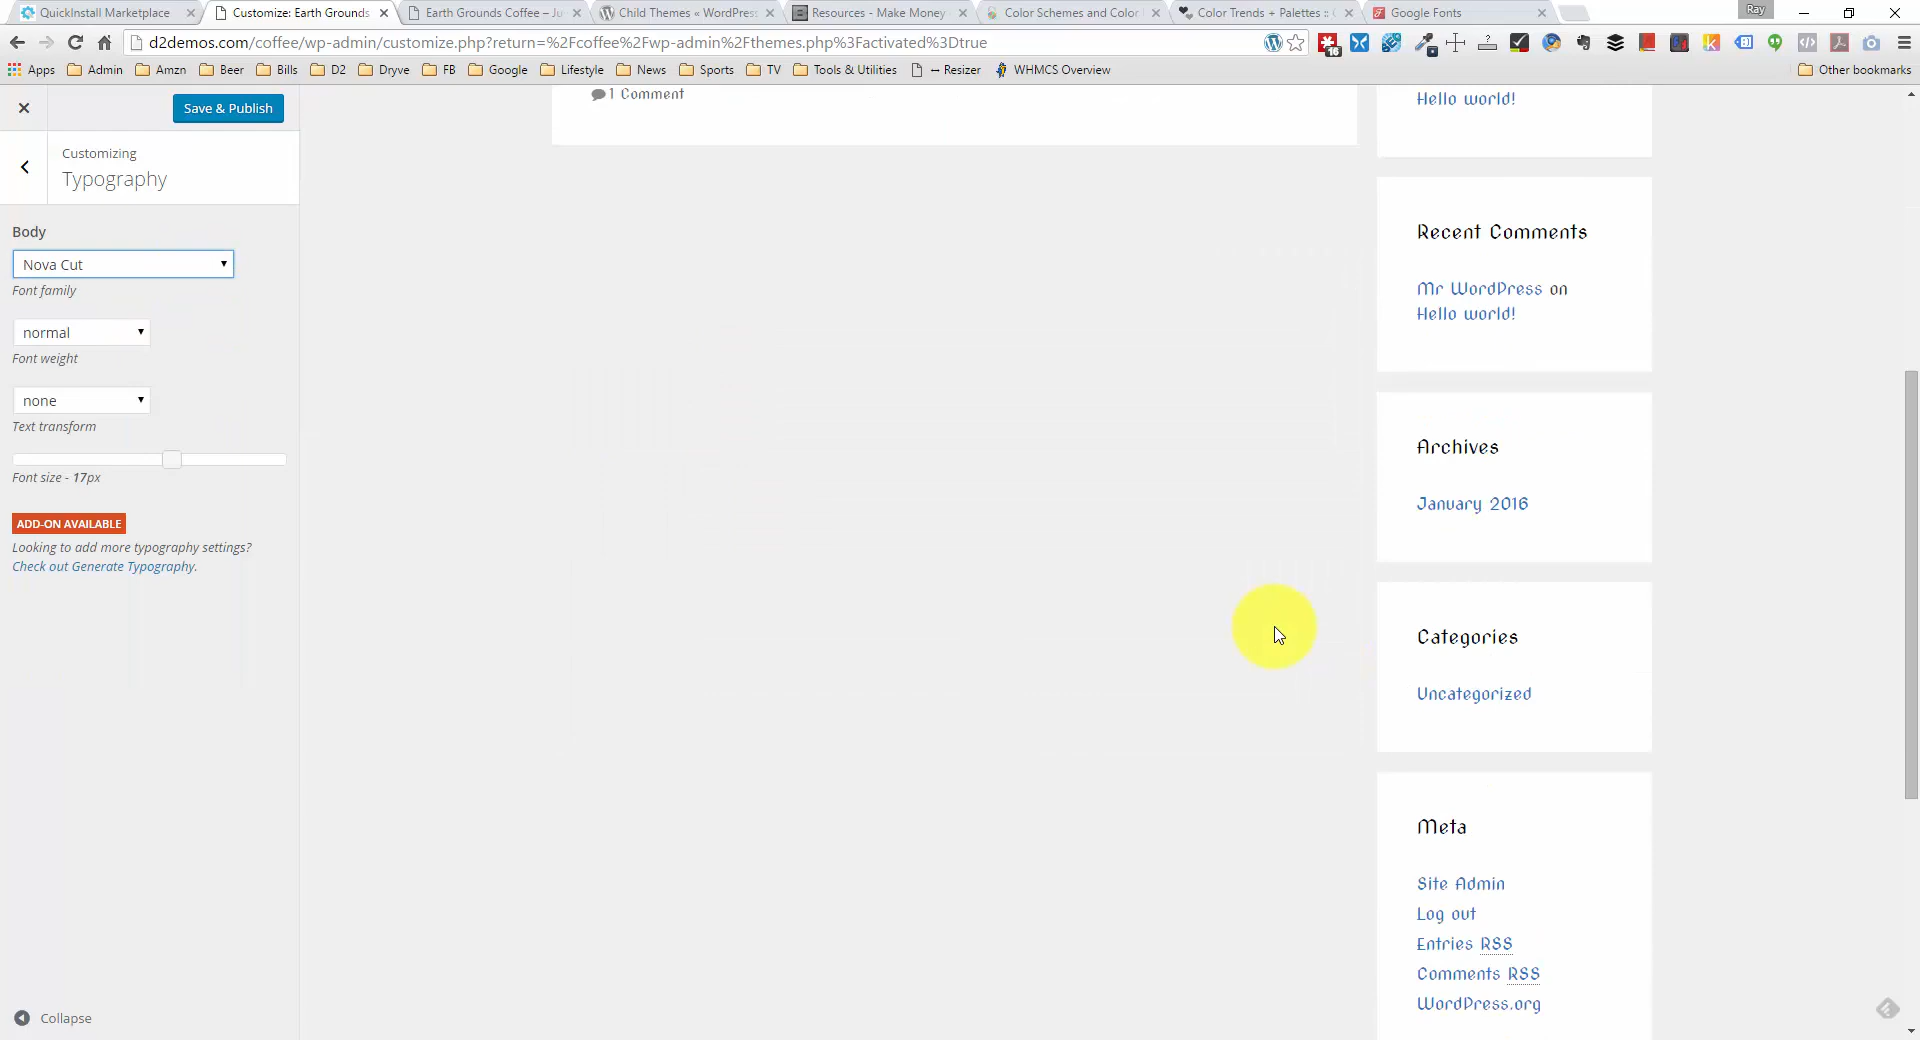 QuickInstall Marketplace
Customize: Earth Grounds
Earth Grounds Coffee – Ju
Child Themes « WordPress
Resources - Make Money
Color Schemes and Color
Color Trends + Palettes ::
Google Fonts
Ray
d2demos.com/coffee/wp-admin/customize.php?return=%2Fcoffee%2Fwp-admin%2Fthemes.php%3Factivated%3Dtrue
16
Apps
Admin
Amzn
Beer
Bills
D2
Dryve
FB
Google
Lifestyle
News
Sports
TV
Tools & Utilities
↔ Resizer
WHMCS Overview
Other bookmarks
Save & Publish
Customizing
Typography
Body
Nova Cut
Font family
normal
Font weight
none
Text transform
Font size - 17px
ADD-ON AVAILABLE
Looking to add more typography settings?
Check out Generate Typography.
Collapse
1 Comment
Hello world!
Recent Comments
Mr WordPress on
Hello world!
Archives
January 2016
Categories
Uncategorized
Meta
Site Admin
Log out
Entries RSS
Comments RSS
WordPress.org